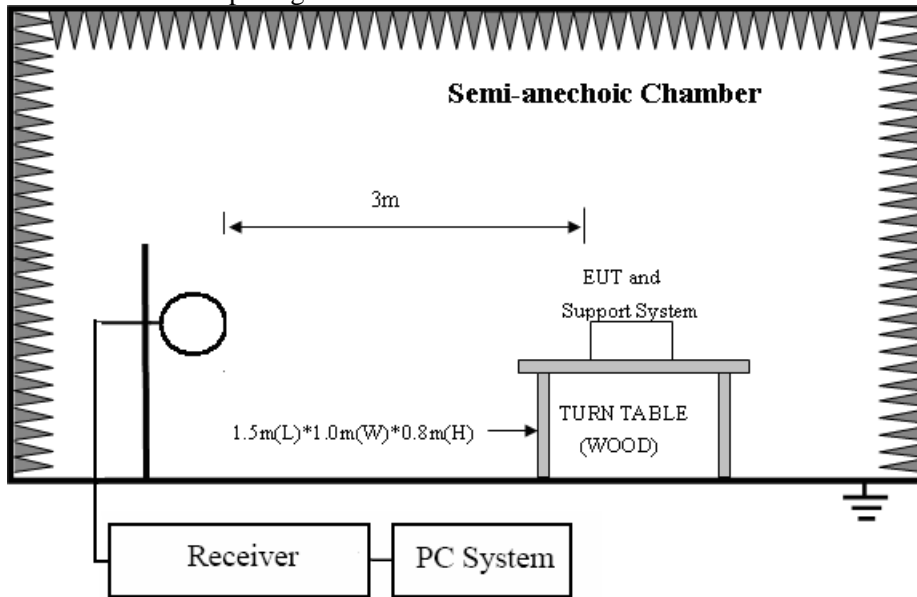 Semi-anechoic Chamber
3m
EUT and
Support System
1.5m(L)*1.0m(W)*0.8m(H)
TURN TABLE
(WOOD)
Receiver
PC System